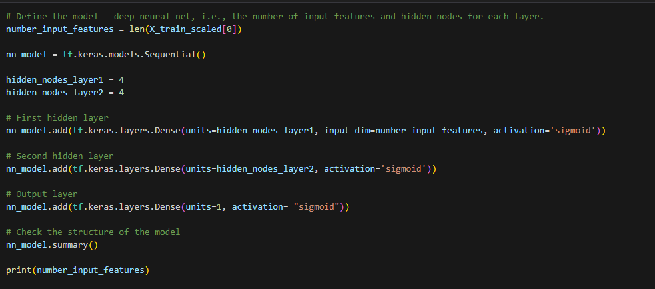 # Define the model - deep neural net, i.e., the number of input features and hidden nodes for each layer.
number_input_features = len(X_train_scaled[0])
nn_model = tf.keras.models.Sequential()
hidden_nodes_layer1 = 4
hidden_nodes_layer2 = 4
# First hidden layer
nn_model.add(tf.keras.layers.Dense(units=hidden_nodes_layer1, input_dim=number_input_features, activation='sigmoid'))
# Second hidden layer
nn_model.add(tf.keras.layers.Dense(units=hidden_nodes_layer2, activation='sigmoid'))
# Output layer
nn_model.add(tf.keras.layers.Dense(units=1, activation= "sigmoid"))
# Check the structure of the model
nn_model.summary()
print(number_input_features)